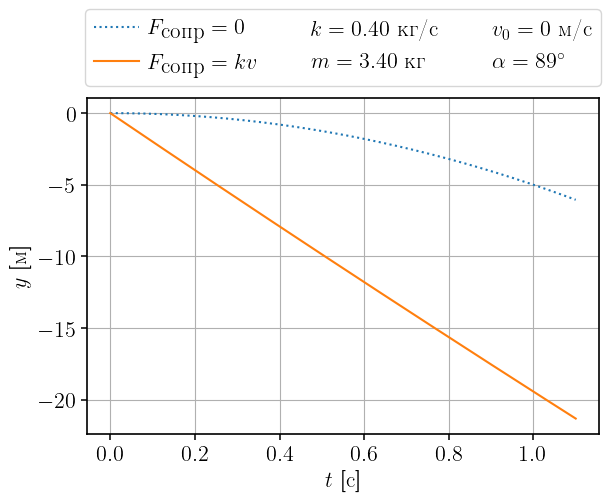 F_сопр = 0 k = 0.40 кг/с v_0 = 0 м/с
F_сопр = kv m = 3.40 кг α = 89°
0
−5
−10
−15
−20
y [м]
0.0 0.2 0.4 0.6 0.8 1.0
t [с]